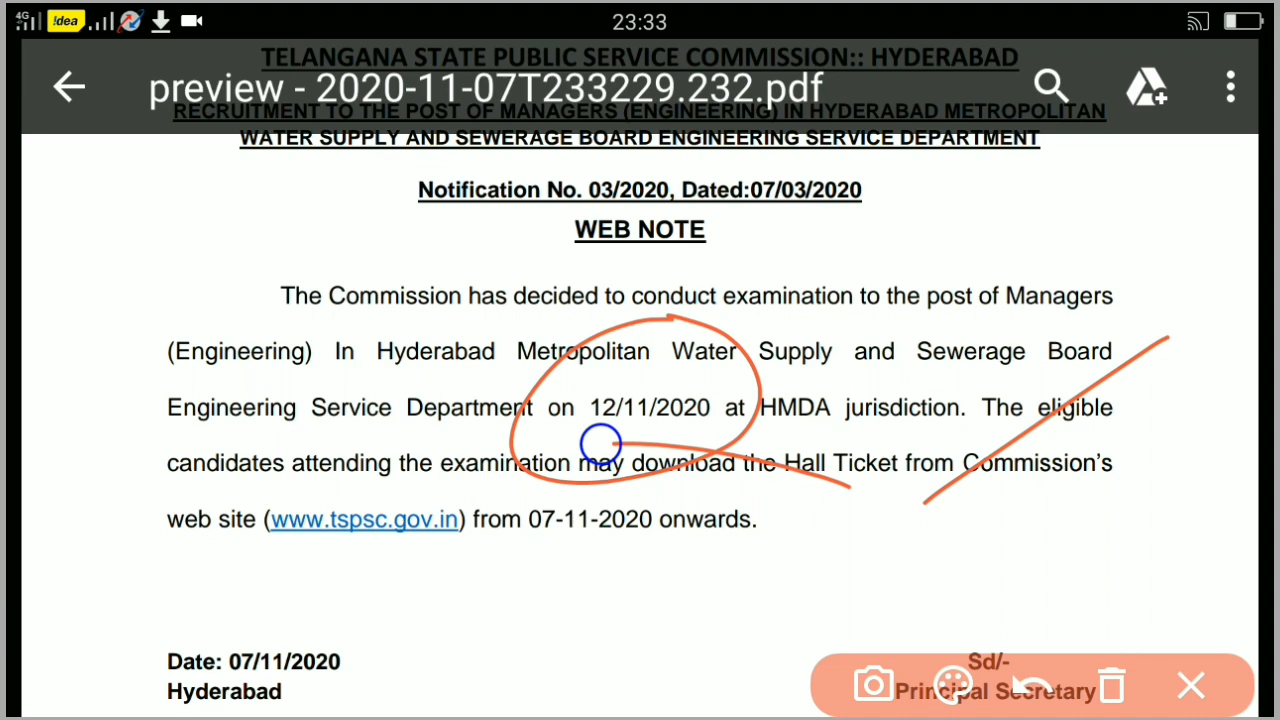 4G !dea 23:33
TELANGANA STATE PUBLIC SERVICE COMMISSION:: HYDERABAD
preview - 2020-11-07T233229.232.pdf
RECRUITMENT TO THE POST OF MANAGERS (ENGINEERING) IN HYDERABAD METROPOLITAN
WATER SUPPLY AND SEWERAGE BOARD ENGINEERING SERVICE DEPARTMENT
Notification No. 03/2020, Dated:07/03/2020
WEB NOTE
The Commission has decided to conduct examination to the post of Managers
(Engineering) In Hyderabad Metropolitan Water Supply and Sewerage Board
Engineering Service Department on 12/11/2020 at HMDA jurisdiction. The eligible
candidates attending the examination may download the Hall Ticket from Commission's
web site (www.tspsc.gov.in) from 07-11-2020 onwards.
Date: 07/11/2020 Sd/-
Hyderabad Principal Secretary